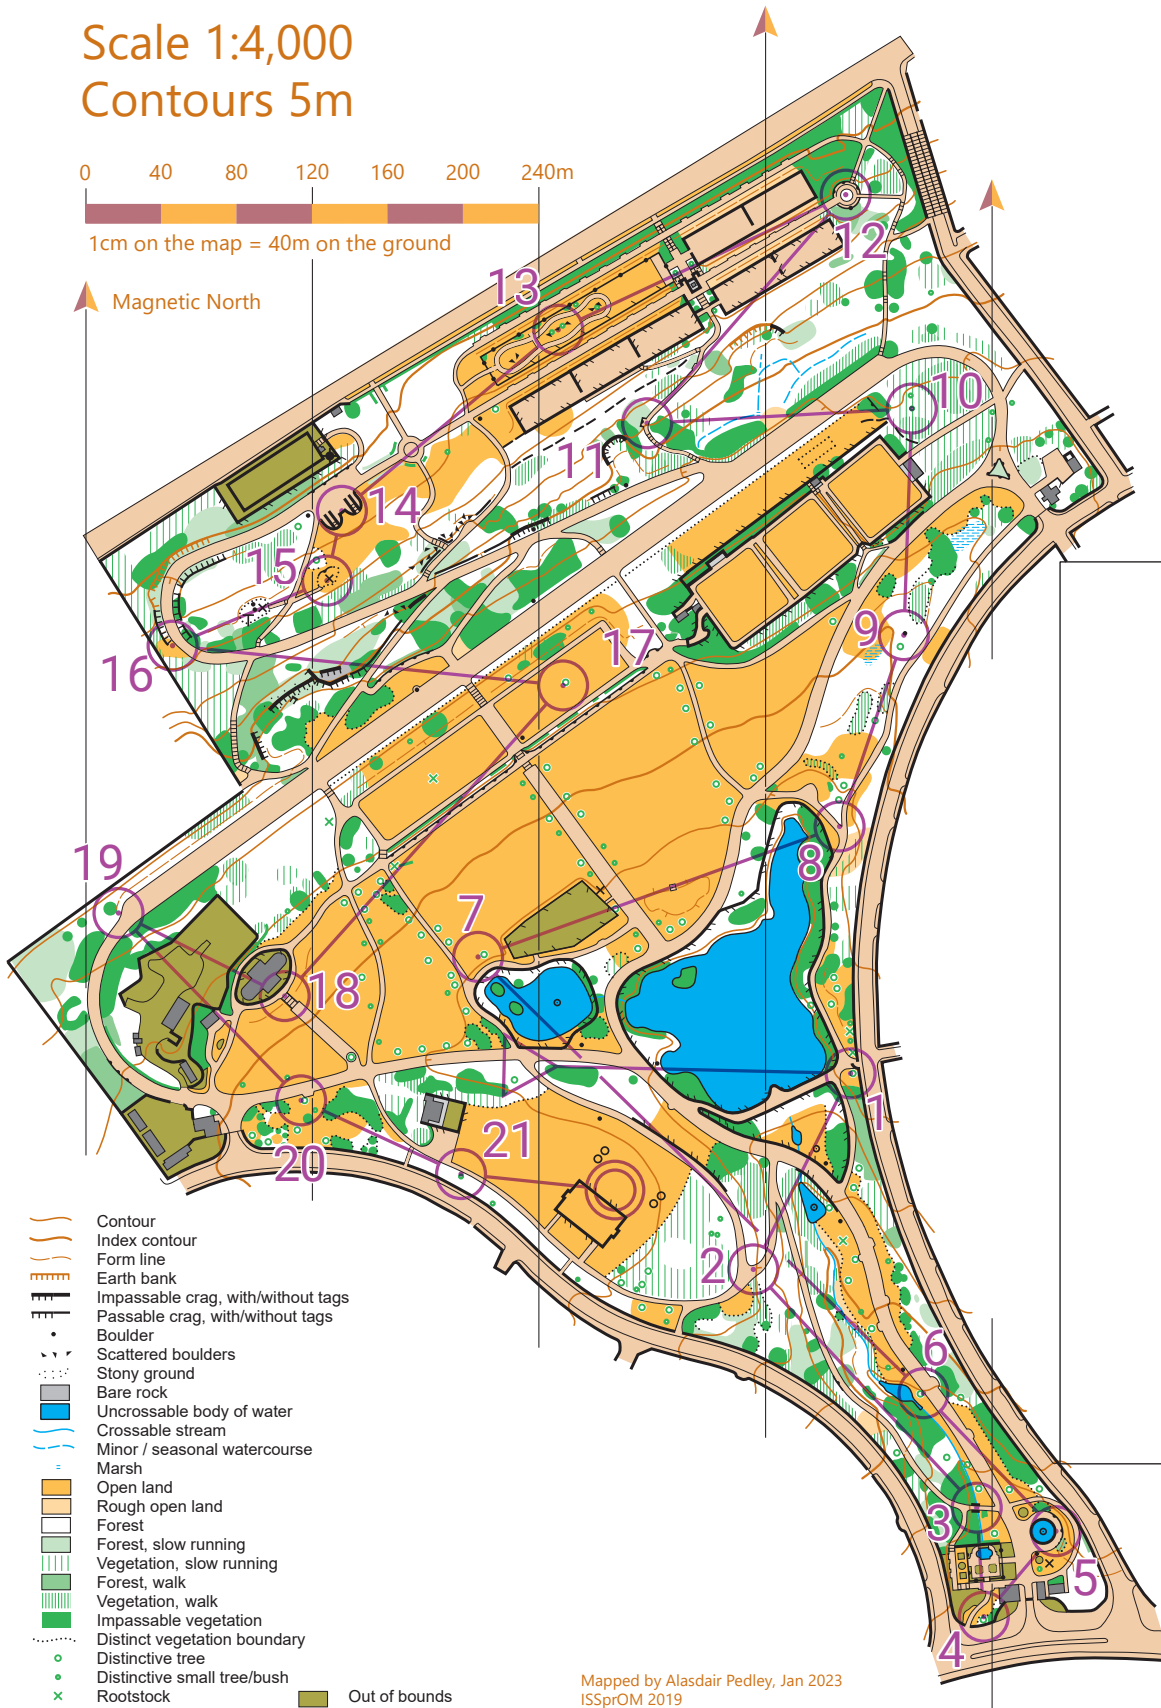 Scale 1:4,000
Contours 5m
0 40 80 120 160 200 240m
1cm on the map = 40m on the ground
Magnetic North
12
13
10
11
14
15
9
17
16
8
19
7
18
1
21
20
2
6
3
5
4
Contour
Index contour
Form line
Earth bank
Impassable crag, with/without tags
Passable crag, with/without tags
Boulder
Scattered boulders
Stony ground
Bare rock
Uncrossable body of water
Crossable stream
Minor / seasonal watercourse
Marsh
Open land
Rough open land
Forest
Forest, slow running
Vegetation, slow running
Forest, walk
Vegetation, walk
Impassable vegetation
Distinct vegetation boundary
Distinctive tree
Distinctive small tree/bush
Rootstock
Out of bounds
Mapped by Alasdair Pedley, Jan 2023
ISSprOM 2019